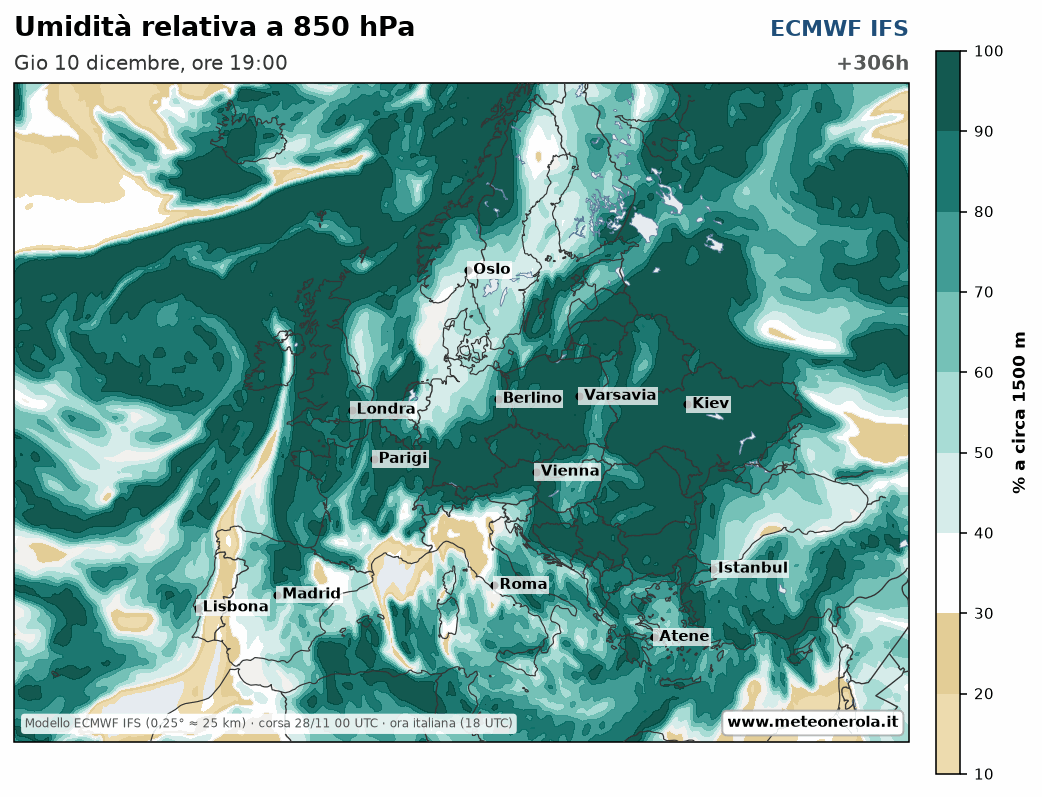 Umidità relativa a 850 hPa
ECMWF IFS
Gio 10 dicembre, ore 19:00
+306h
100
90
80
70
60
50
40
30
20
10
% a circa 1500 m
Oslo
Berlino
Varsavia
Kiev
Londra
Parigi
Vienna
Istanbul
Roma
Madrid
Lisbona
Atene
Modello ECMWF IFS (0,25° ≈ 25 km) · corsa 28/11 00 UTC · ora italiana (18 UTC)
www.meteonerola.it